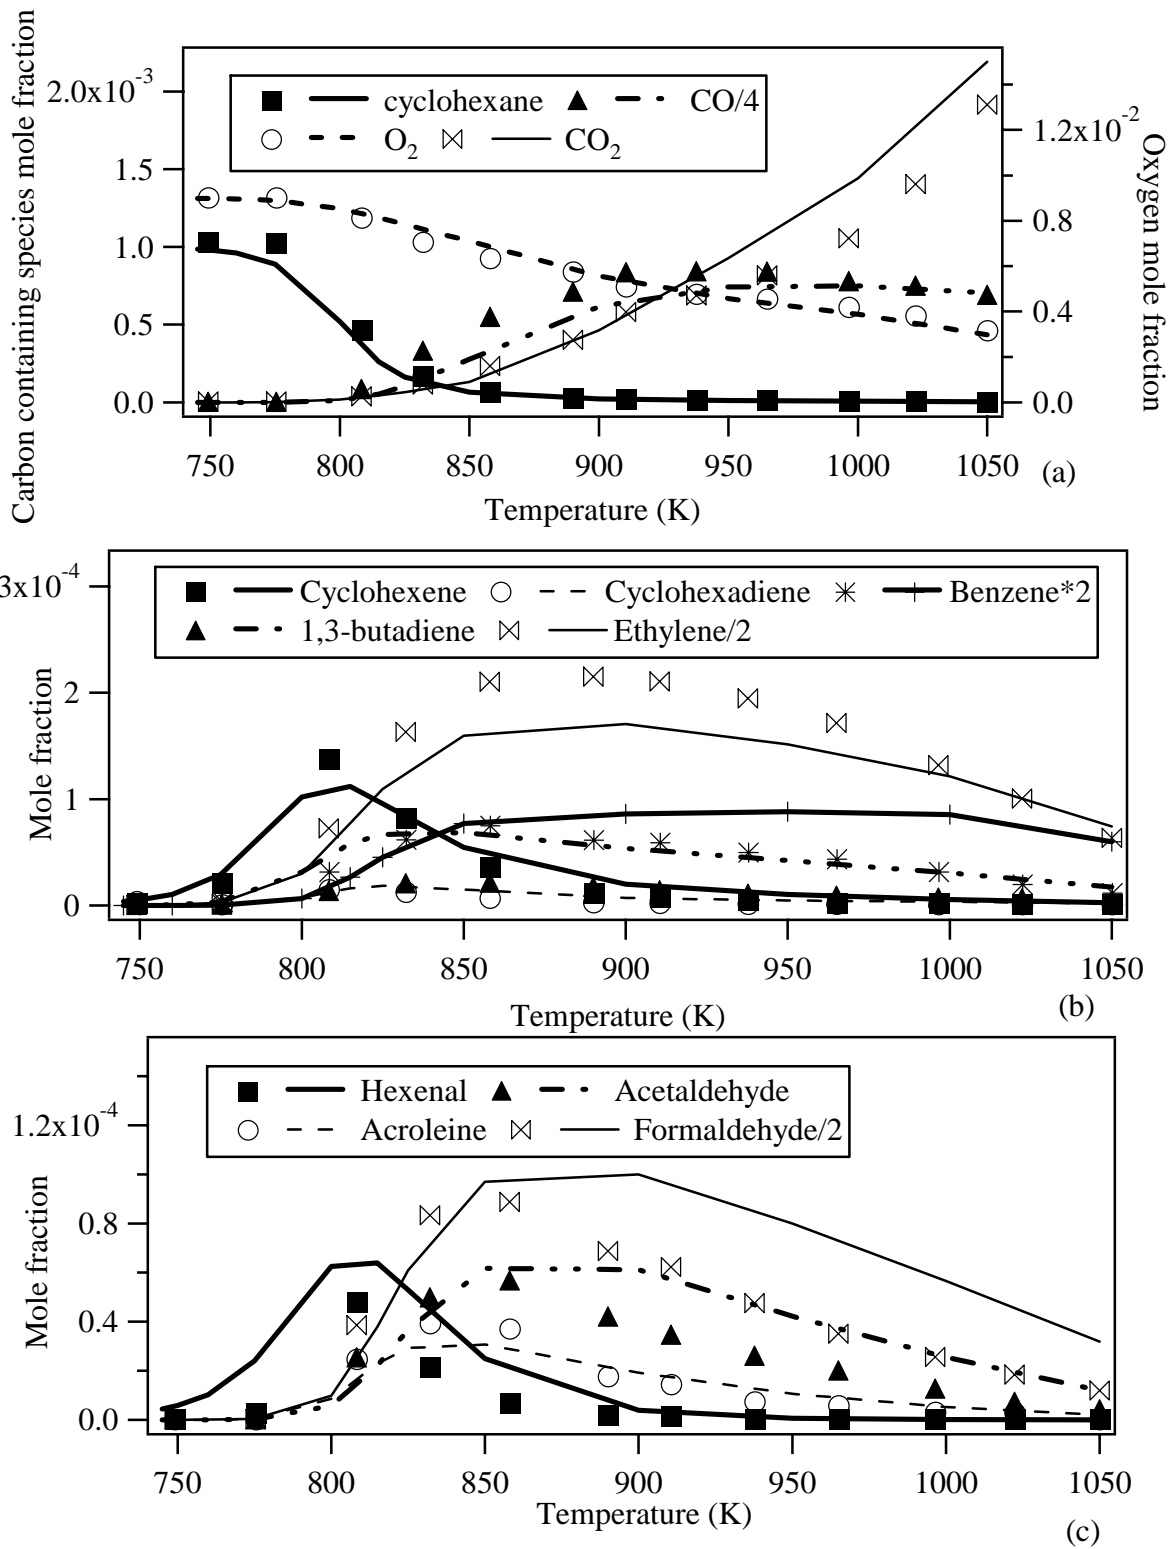 Carbon containing species mole fraction
2.0x10-3
1.5
1.0
0.5
0.0
cyclohexane CO/4
O2 CO2
1.2x10-2
0.8
0.4
0.0
Oxygen mole fraction
750 800 850 900 950 1000 1050
(a)
Temperature (K)
3x10-4
2
1
0
Mole fraction
Cyclohexene Cyclohexadiene Benzene*2
1,3-butadiene Ethylene/2
750 800 850 900 950 1000 1050
(b)
Temperature (K)
1.2x10-4
0.8
0.4
0.0
Mole fraction
Hexenal Acetaldehyde
Acroleine Formaldehyde/2
750 800 850 900 950 1000 1050
Temperature (K)
(c)